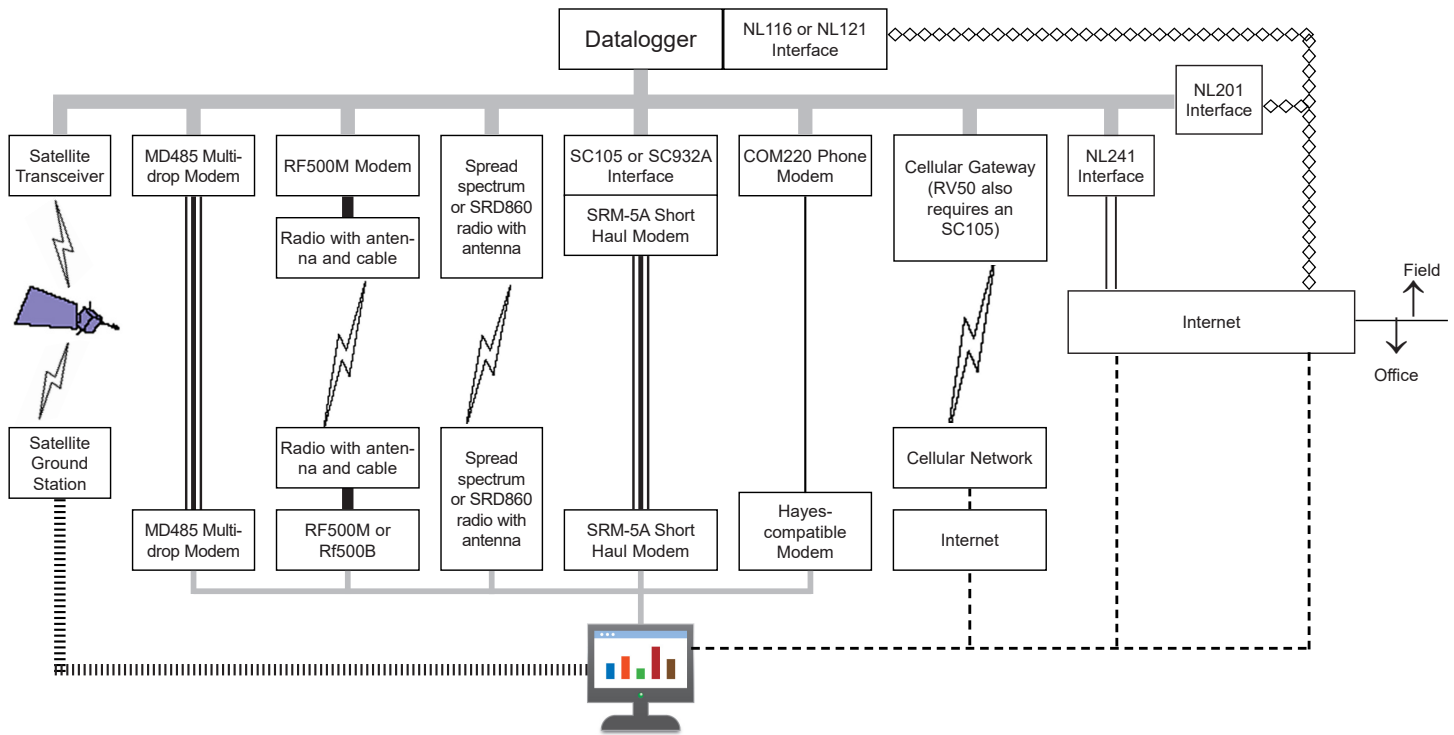 Datalogger
NL116 or NL121
Interface
NL201
Interface
Satellite
Transceiver
MD485 Multi-
drop Modem
RF500M Modem
Radio with anten-
na and cable
Spread
spectrum
or SRD860
radio with
antenna
SC105 or SC932A
Interface
SRM-5A Short
Haul Modem
COM220 Phone
Modem
Cellular Gateway
(RV50 also
requires an
SC105)
NL241
Interface
Internet
Field
Office
Satellite
Ground
Station
MD485 Multi-
drop Modem
Radio with anten-
na and cable
RF500M or
Rf500B
Spread
spectrum
or SRD860
radio with
antenna
SRM-5A Short
Haul Modem
Hayes-
compatible
Modem
Cellular Network
Internet